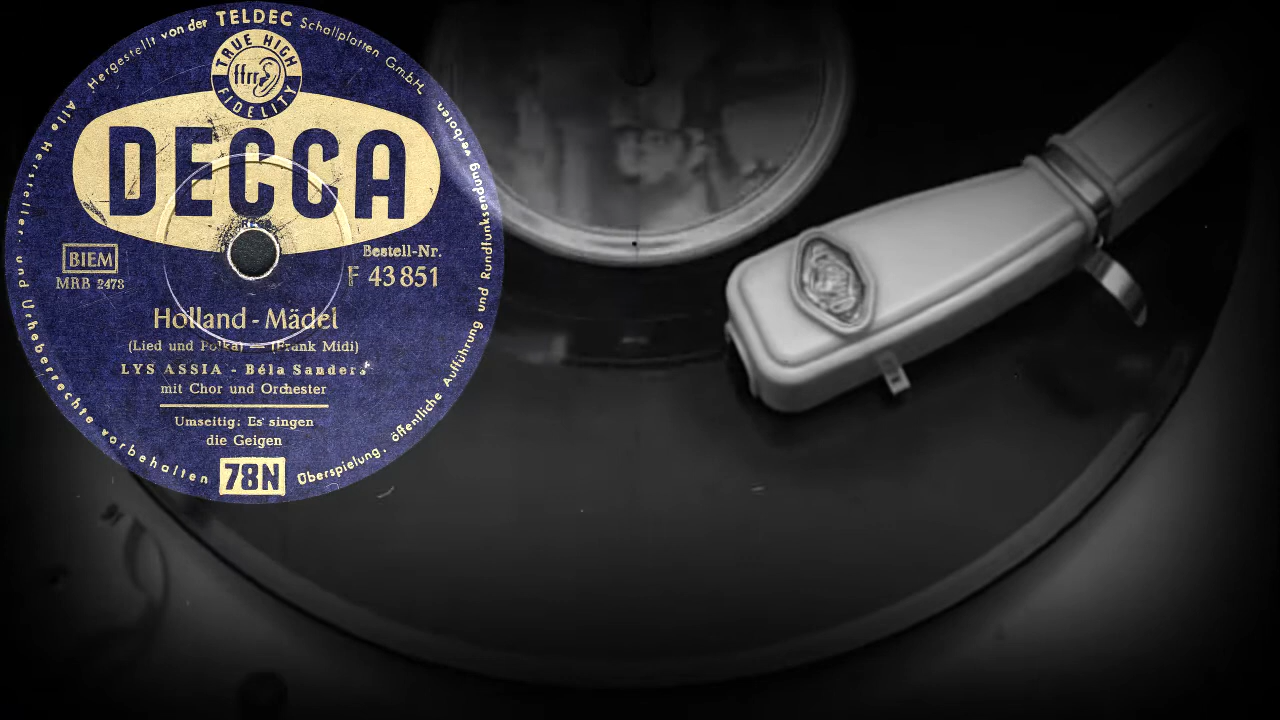 Hergestellt von der TELDEC Schallplatten G.m.b.H.
Alle Hersteller- und Urheberrechte vorbehalten
Überspielung, öffentliche Aufführung und Rundfunksendung verboten.
TRUE HIGH
ffrr
FIDELITY
DECCA
BIEM
MRB 2478
Bestell-Nr.
F 43851
Holland-Mädel
(Lied und Polka) — (Frank Midi)
LYS ASSIA - Béla Sanders
mit Chor und Orchester
Umseitig: Es singen
die Geigen
78N